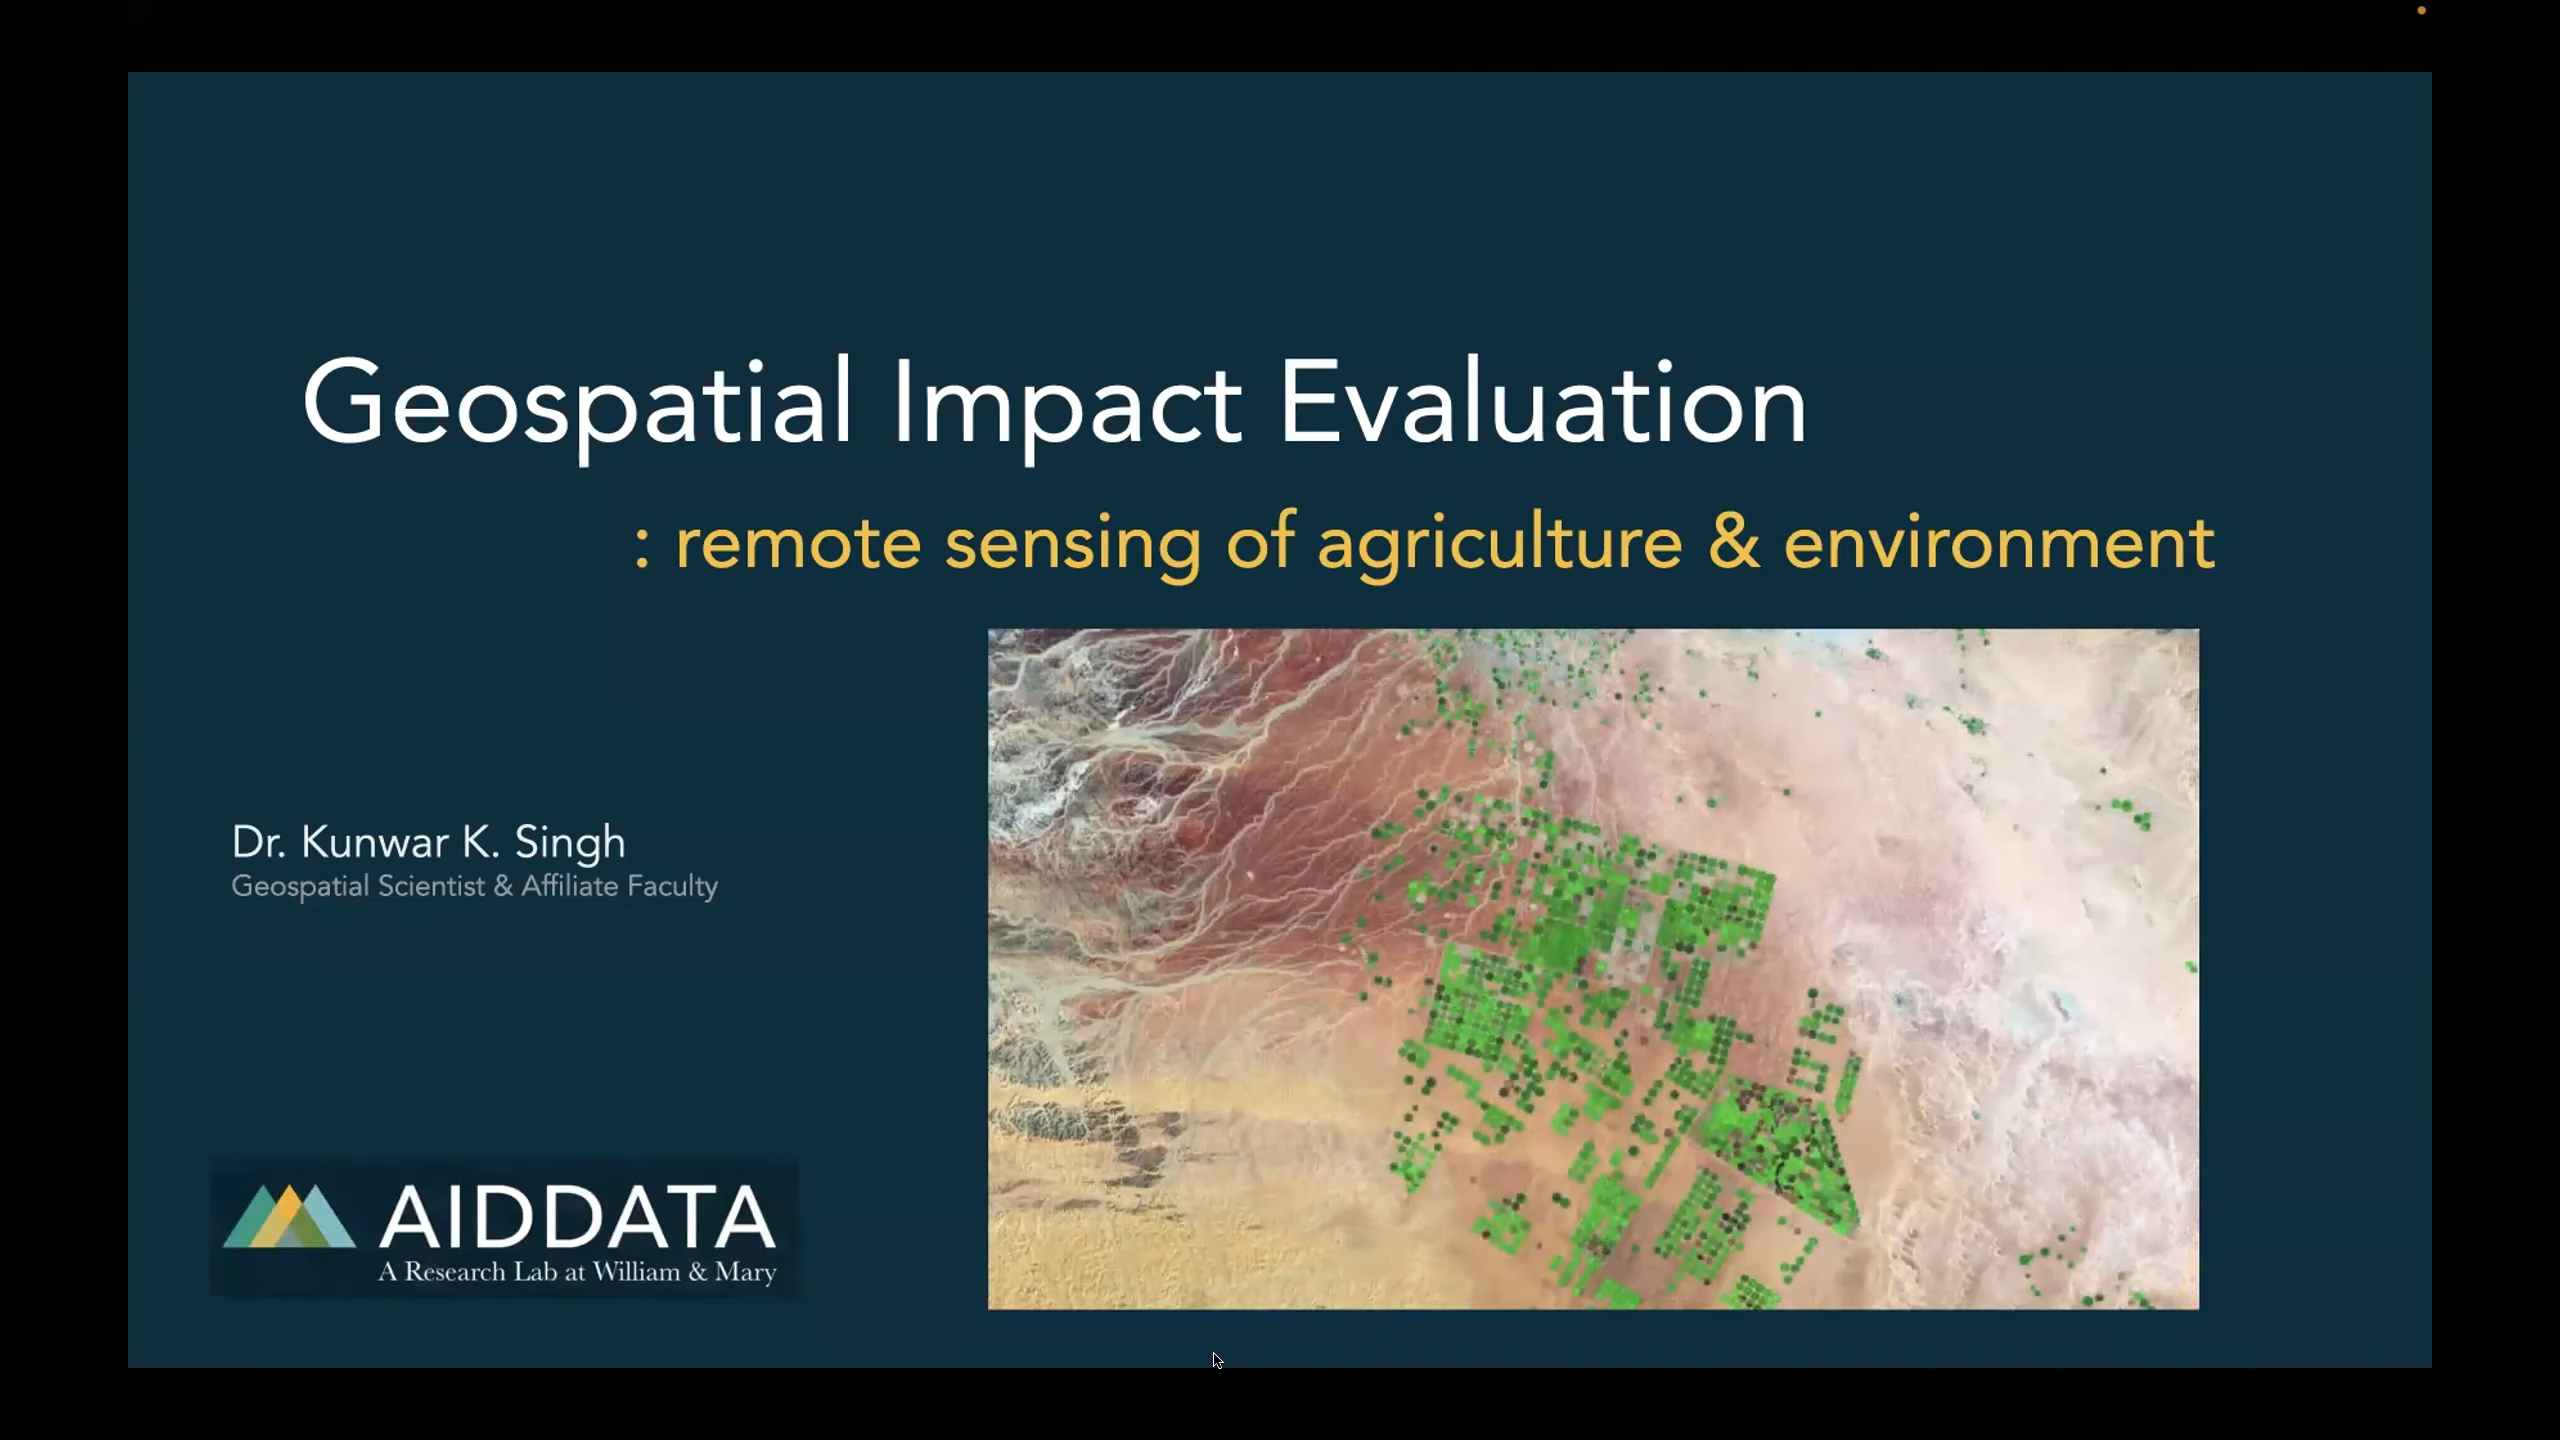 Geospatial Impact Evaluation
: remote sensing of agriculture & environment
Dr. Kunwar K. Singh
Geospatial Scientist & Affiliate Faculty
AIDDATA
A Research Lab at William & Mary